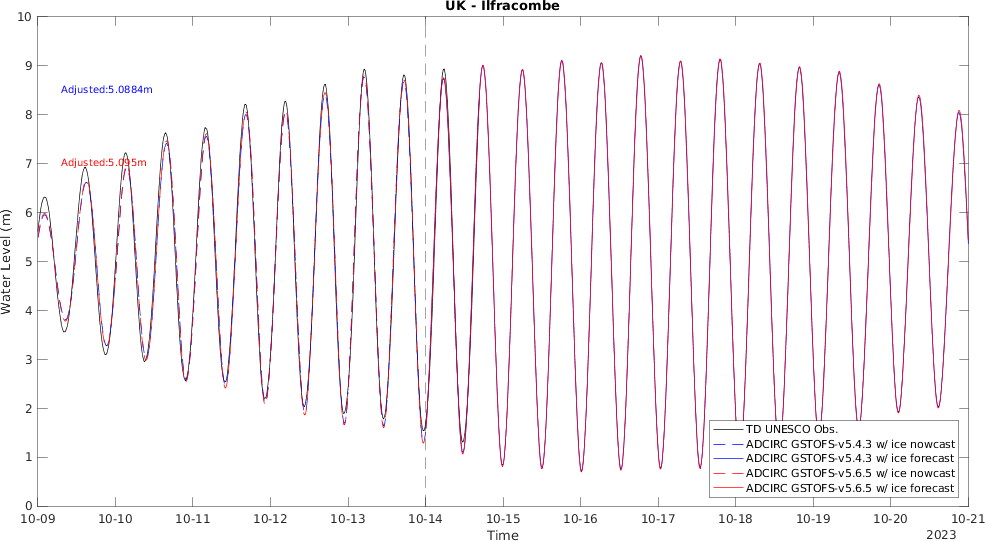 UK - Ilfracombe
10
9
8
7
6
5
4
3
2
1
0
Water Level (m)
Adjusted:5.0884m
Adjusted:5.095m
TD UNESCO Obs.
ADCIRC GSTOFS-v5.4.3 w/ ice nowcast
ADCIRC GSTOFS-v5.4.3 w/ ice forecast
ADCIRC GSTOFS-v5.6.5 w/ ice nowcast
ADCIRC GSTOFS-v5.6.5 w/ ice forecast
10-09 10-10 10-11 10-12 10-13 10-14 10-15 10-16 10-17 10-18 10-19 10-20 10-21
Time
2023